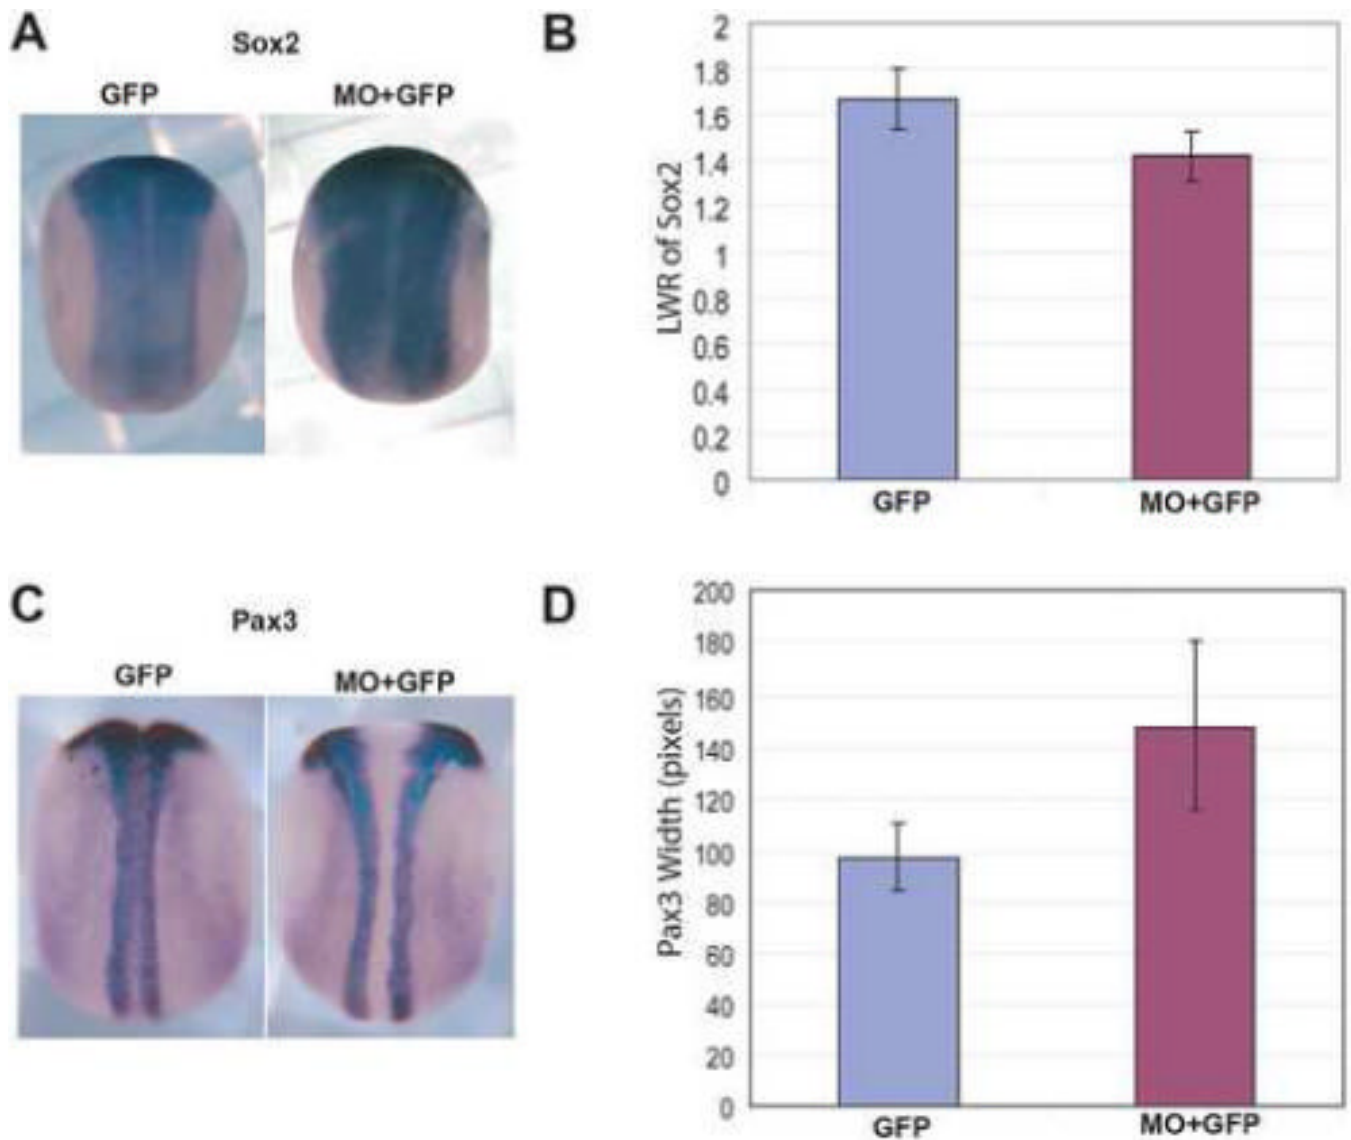 A
Sox2
GFP
MO+GFP
B
LWR of Sox2
2
1.8
1.6
1.4
1.2
1
0.8
0.6
0.4
0.2
0
GFP
MO+GFP
C
Pax3
GFP
MO+GFP
D
Pax3 Width (pixels)
200
180
160
140
120
100
80
60
40
20
0
GFP
MO+GFP